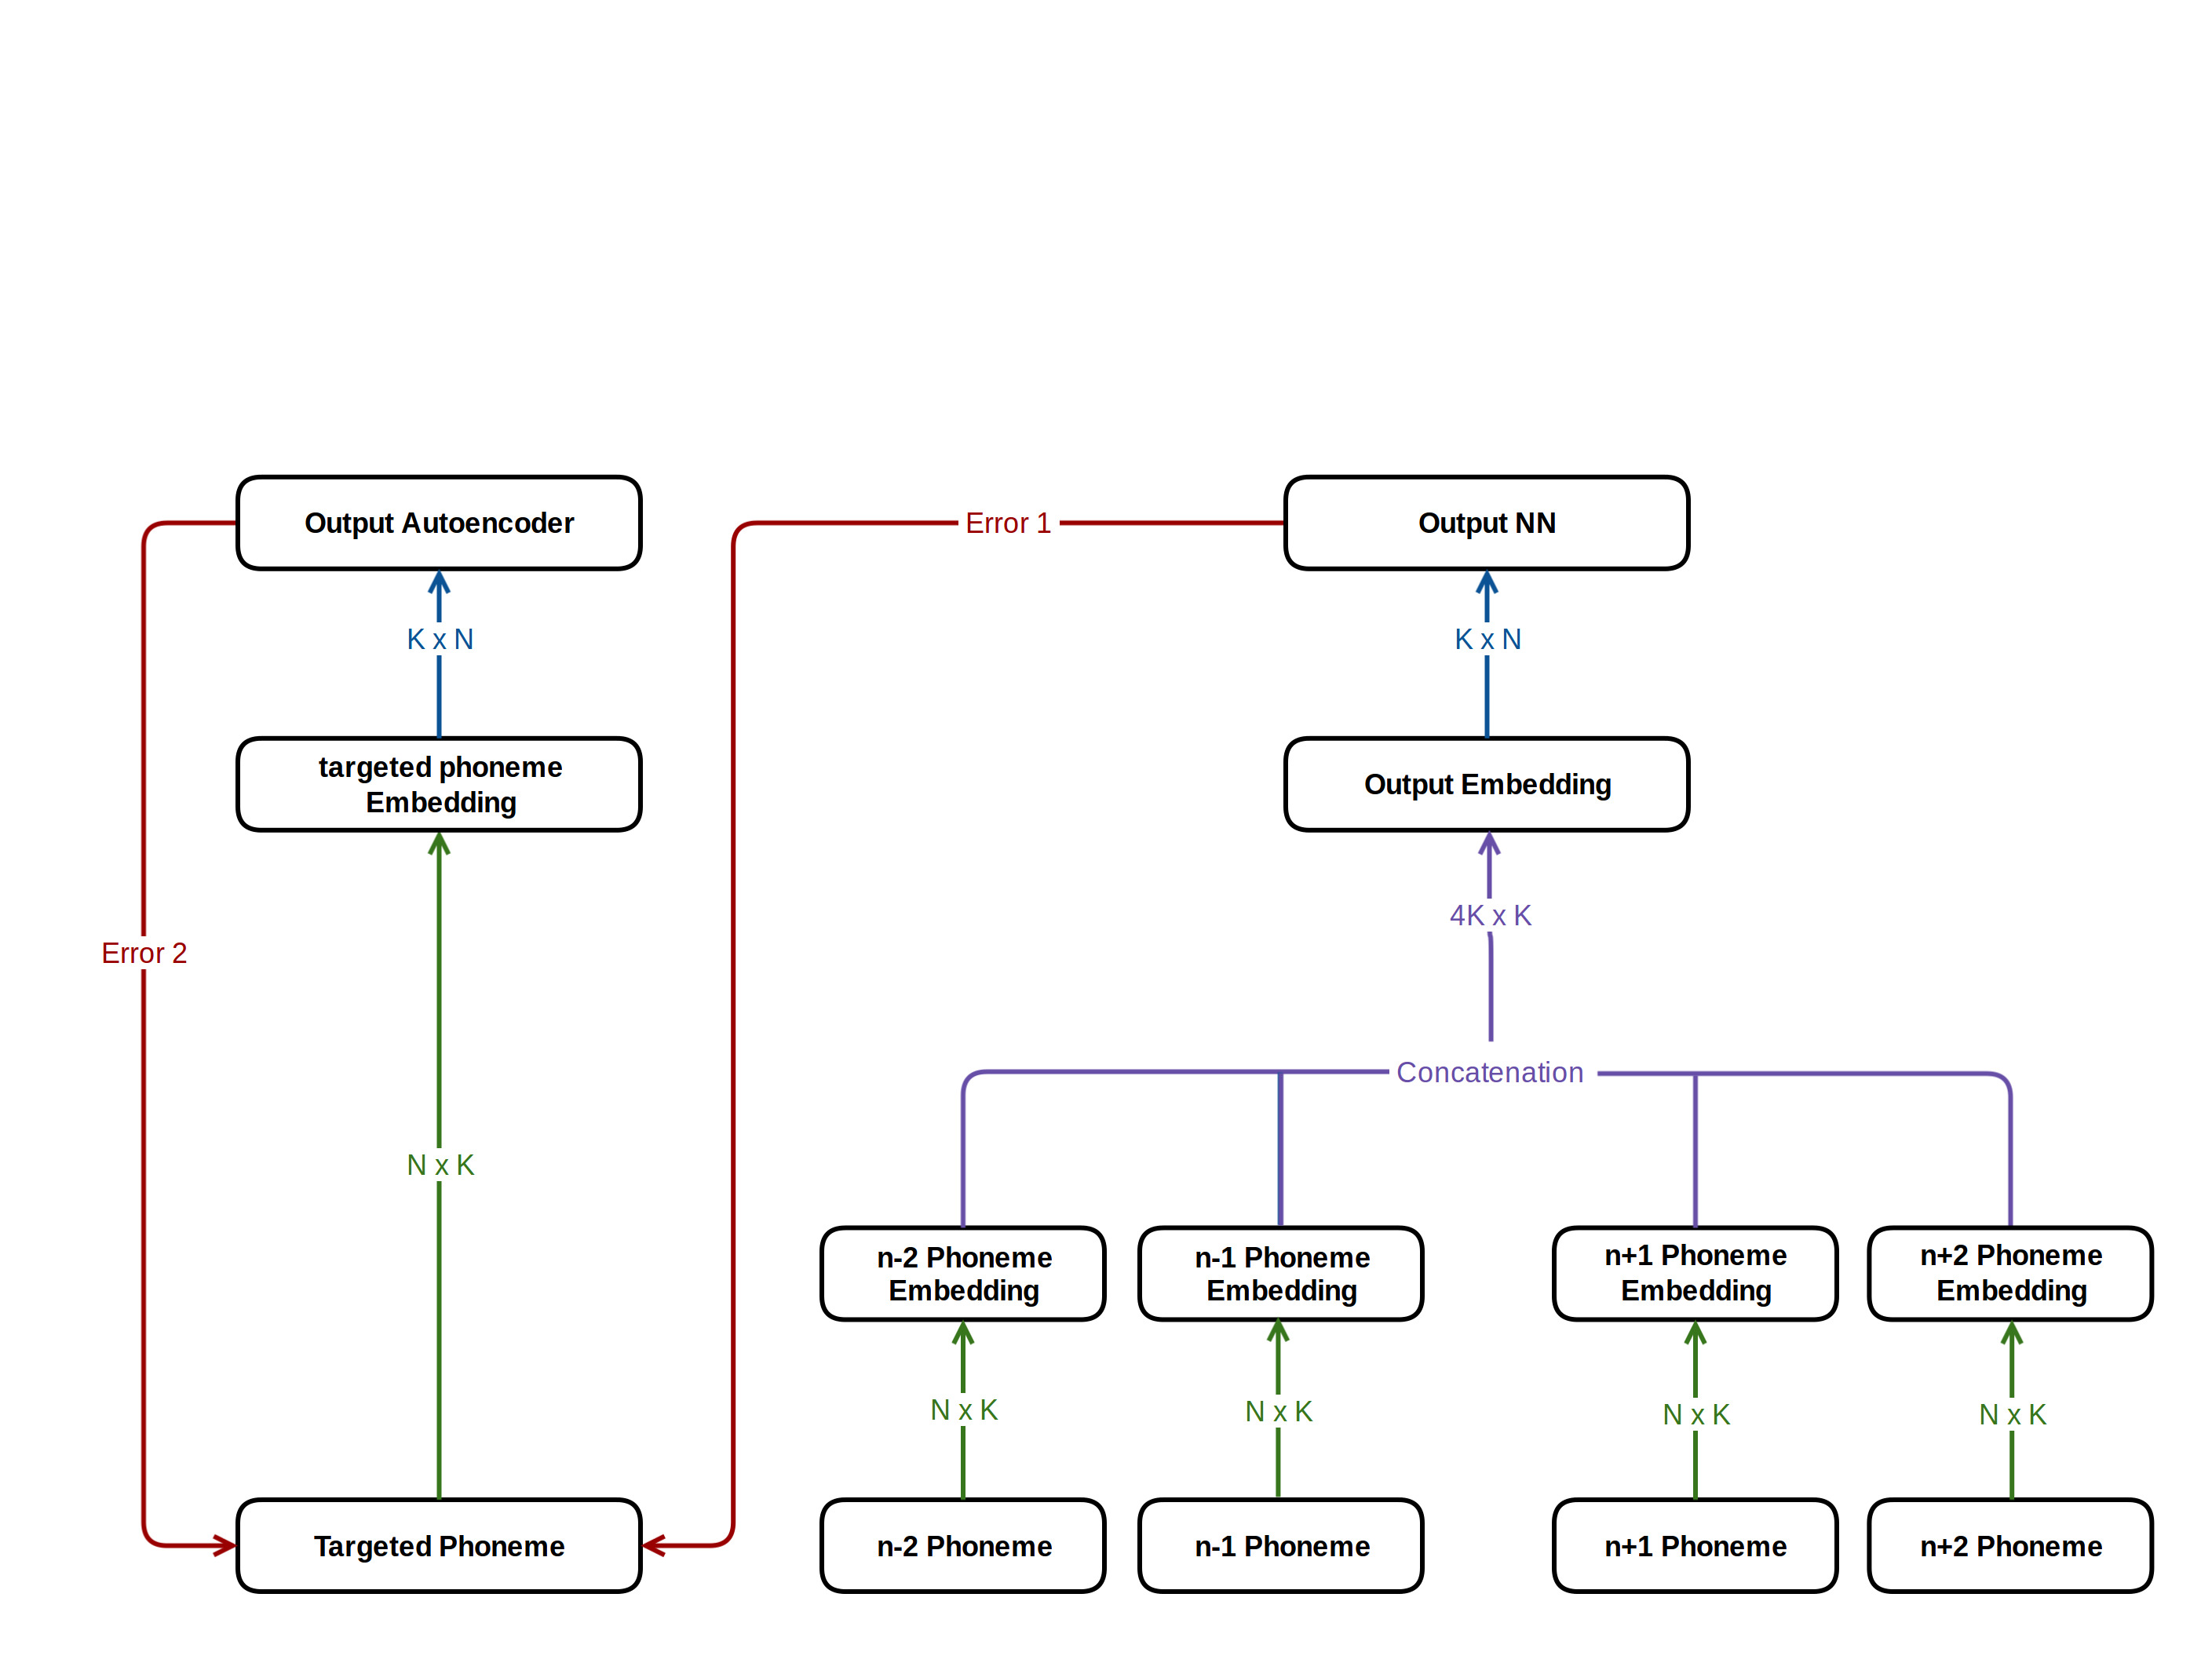 Output Autoencoder
Error 1
Output NN
K x N
K x N
targeted phoneme
Embedding
Output Embedding
4K x K
Error 2
Concatenation
N x K
n-2 Phoneme
Embedding
n-1 Phoneme
Embedding
n+1 Phoneme
Embedding
n+2 Phoneme
Embedding
N x K
N x K
N x K
N x K
Targeted Phoneme
n-2 Phoneme
n-1 Phoneme
n+1 Phoneme
n+2 Phoneme